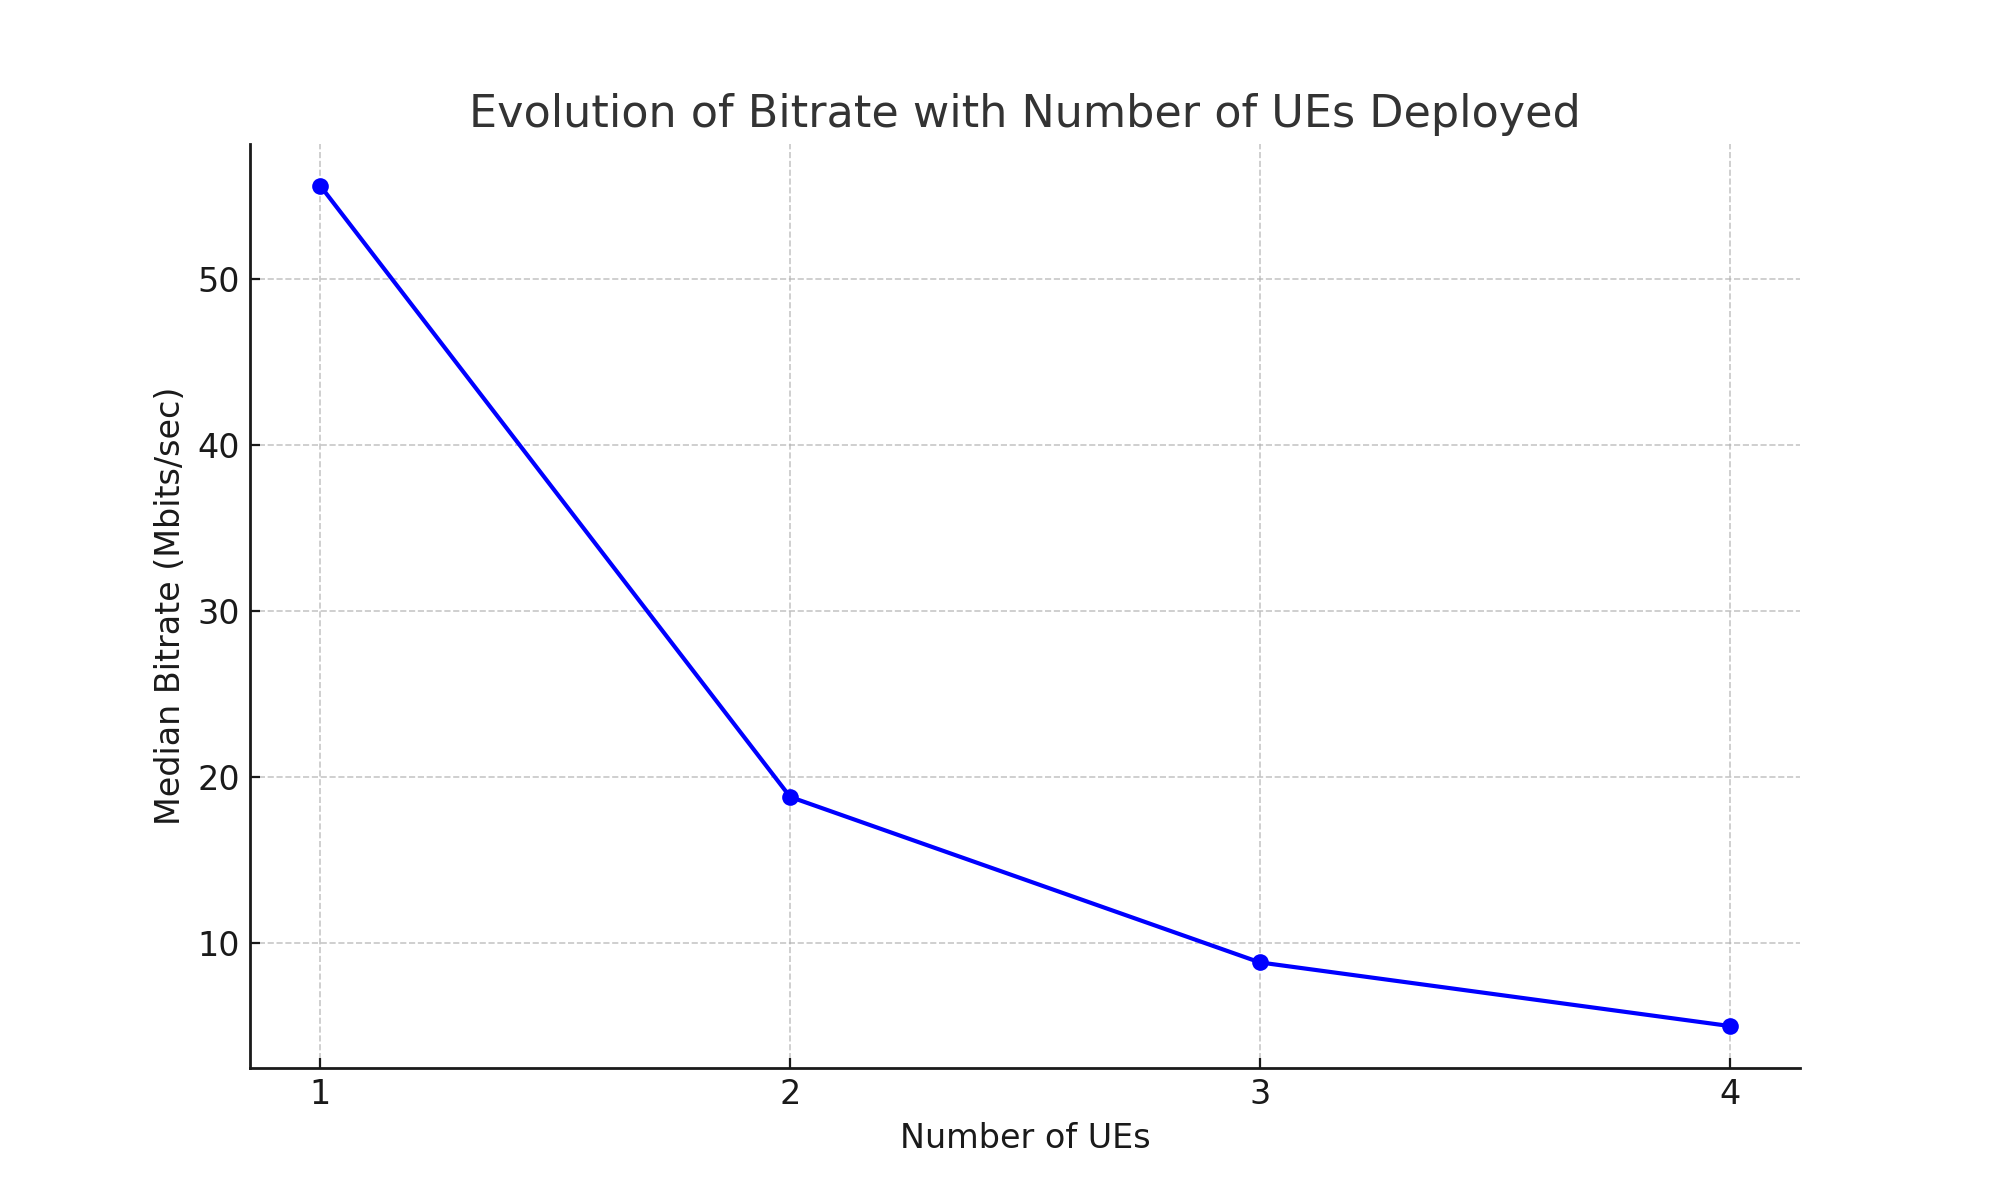 Evolution of Bitrate with Number of UEs Deployed
Median Bitrate (Mbits/sec)
50
40
30
20
10
1 2 3 4
Number of UEs